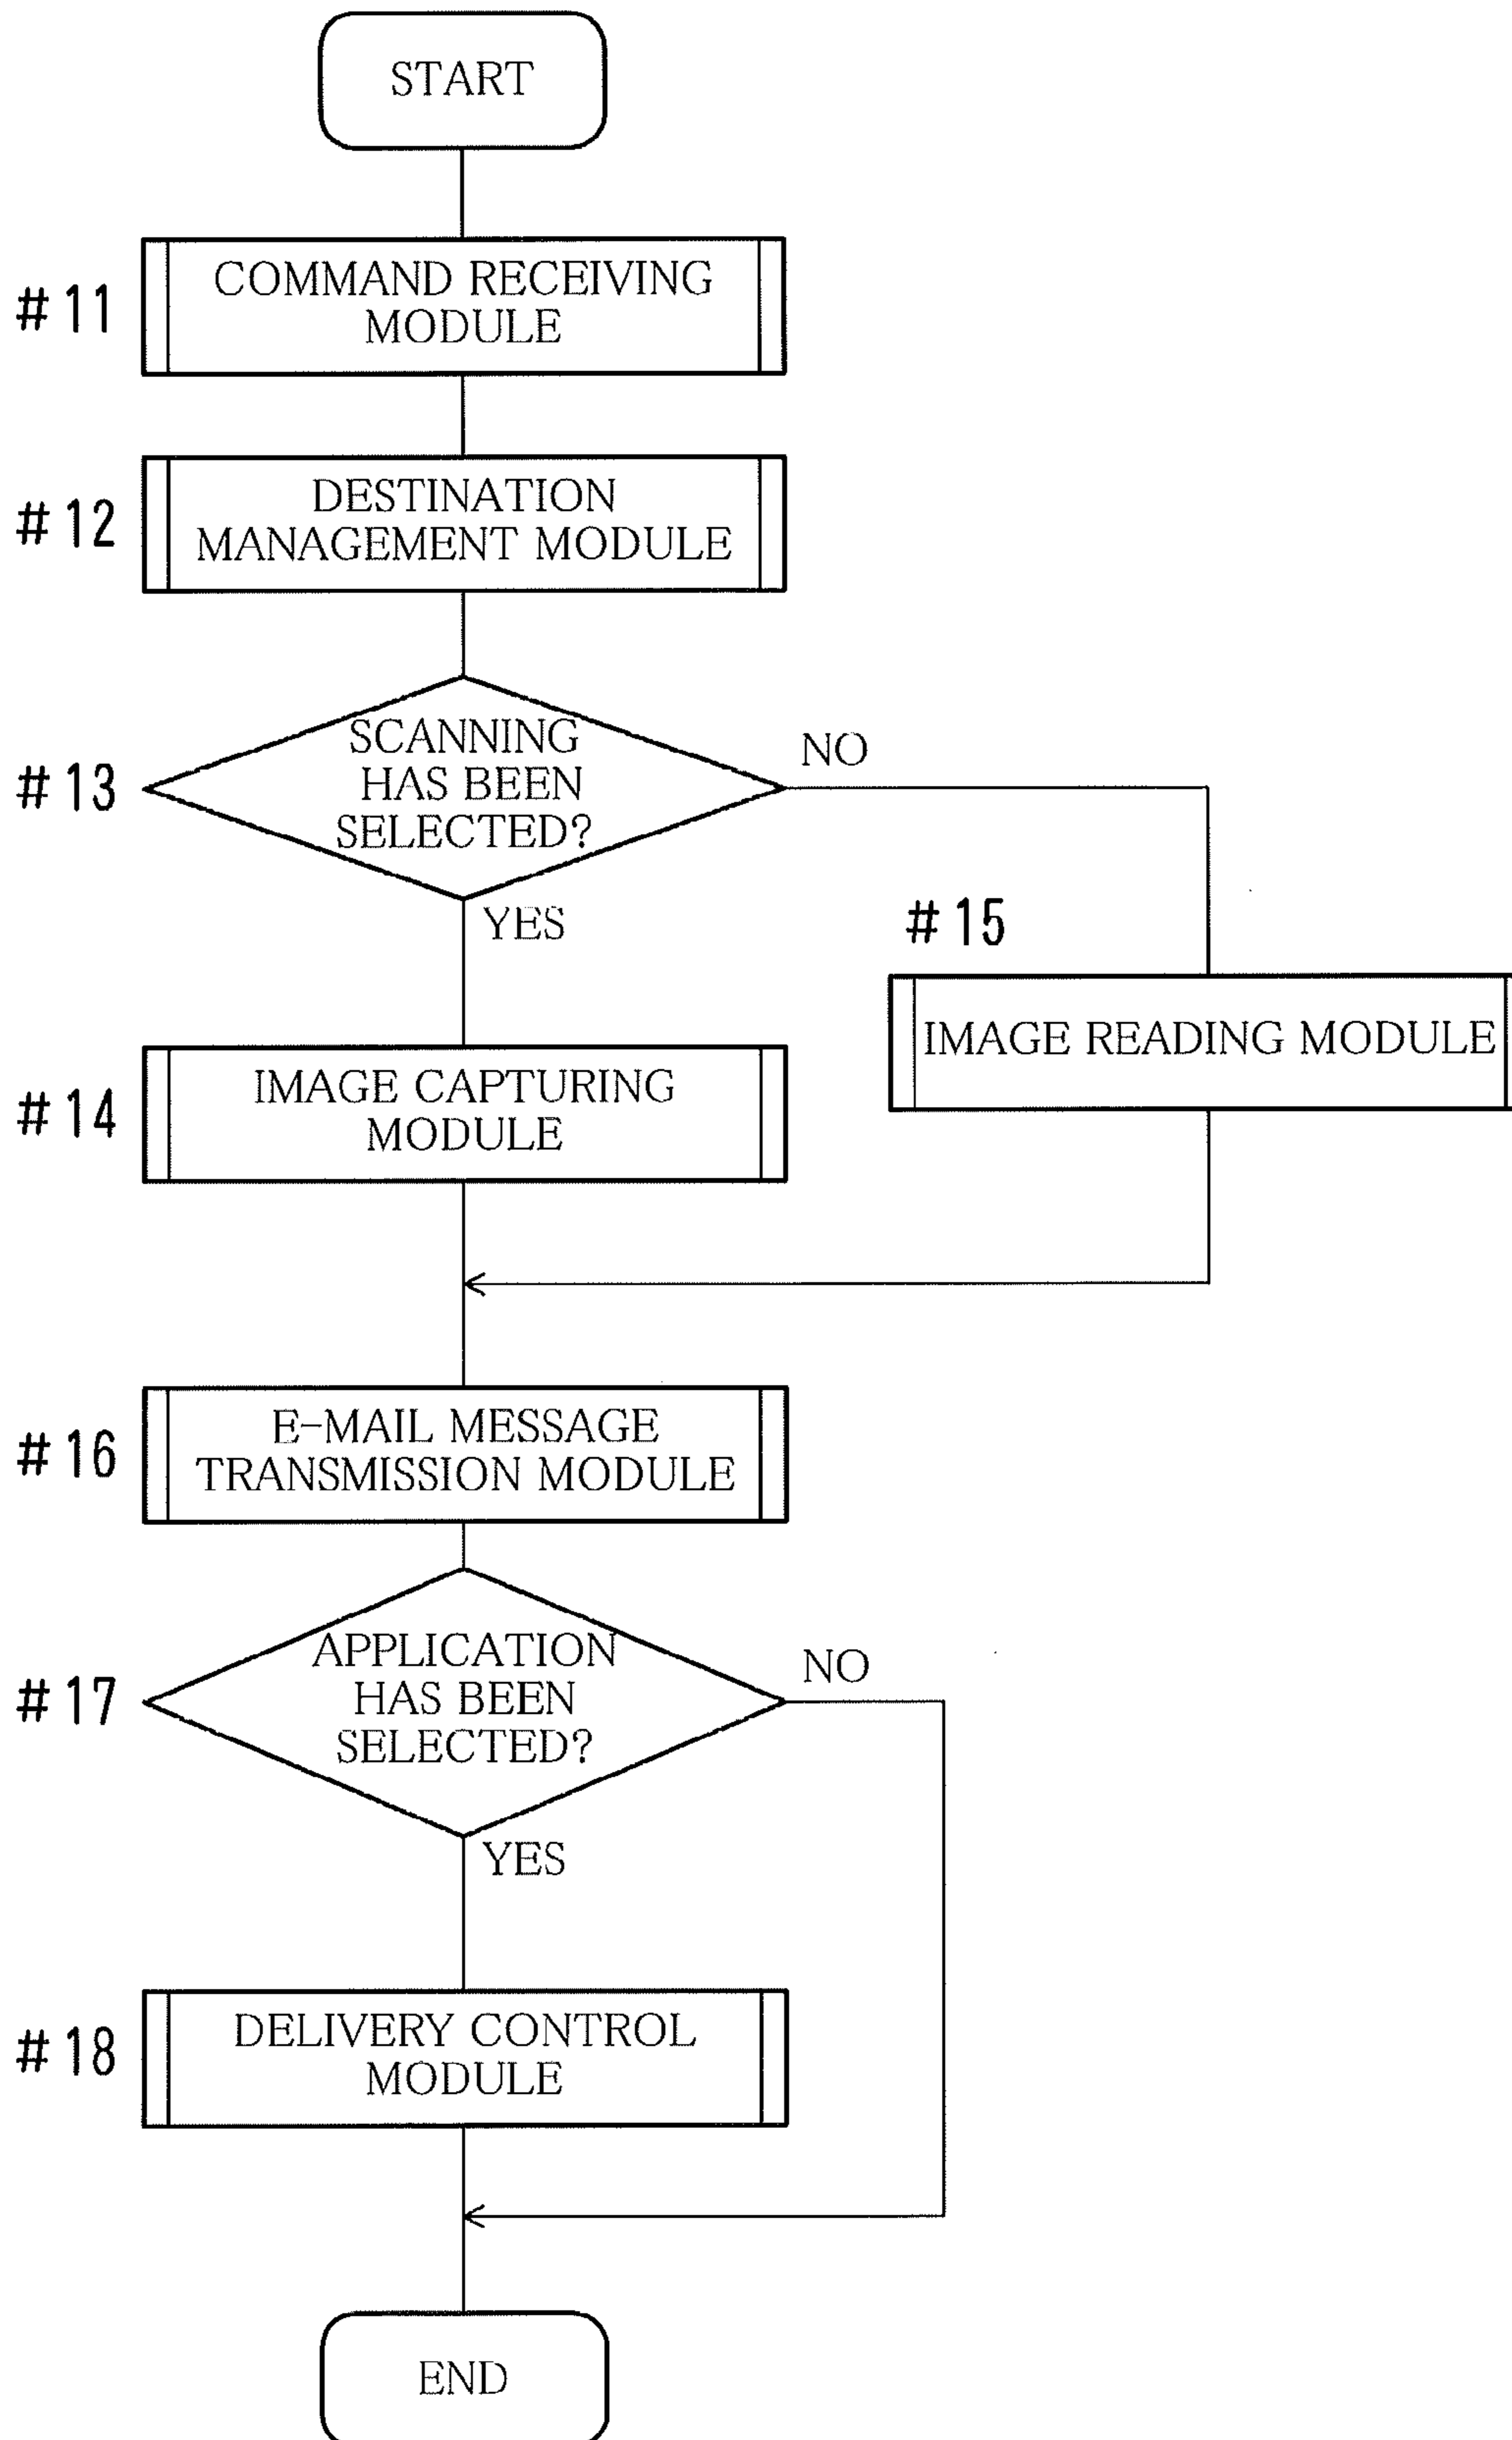 START
#11
COMMAND RECEIVING
MODULE
#12
DESTINATION
MANAGEMENT MODULE
#13
SCANNING
HAS BEEN
SELECTED?
NO
YES
#15
IMAGE READING MODULE
#14
IMAGE CAPTURING
MODULE
#16
E-MAIL MESSAGE
TRANSMISSION MODULE
#17
APPLICATION
HAS BEEN
SELECTED?
NO
YES
#18
DELIVERY CONTROL
MODULE
END